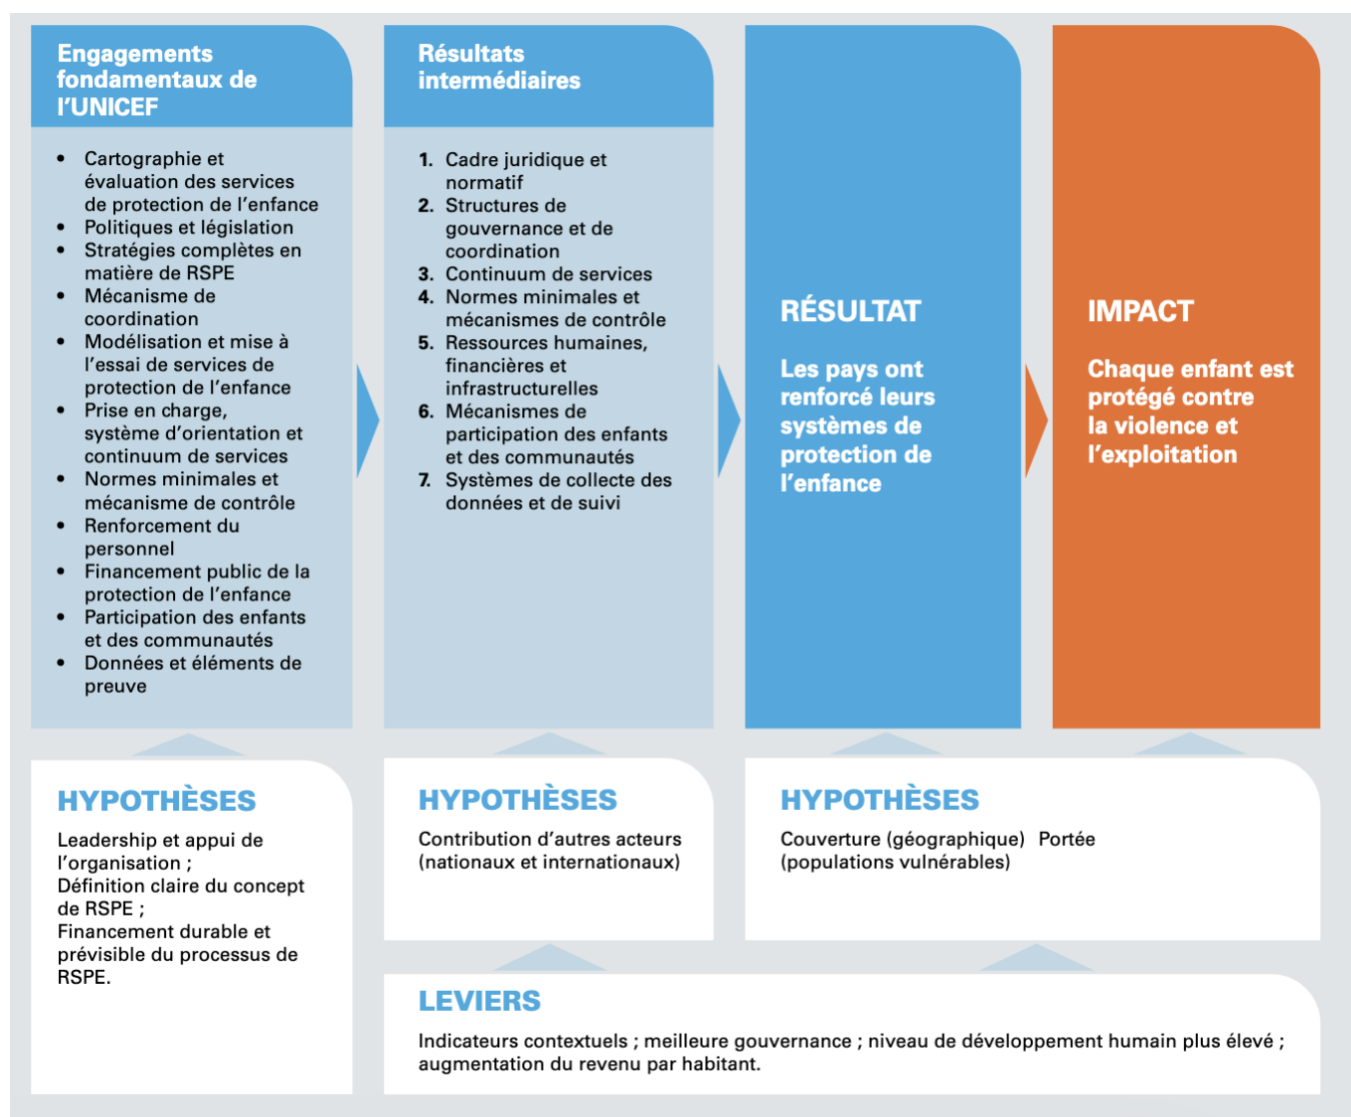 Engagements
fondamentaux de
l’UNICEF
• Cartographie et
évaluation des services
de protection de l’enfance
• Politiques et législation
• Stratégies complètes en
matière de RSPE
• Mécanisme de
coordination
• Modélisation et mise à
l’essai de services de
protection de l’enfance
• Prise en charge,
système d’orientation et
continuum de services
• Normes minimales et
mécanisme de contrôle
• Renforcement du
personnel
• Financement public de la
protection de l’enfance
• Participation des enfants
et des communautés
• Données et éléments de
preuve
Résultats
intermédiaires
1. Cadre juridique et
normatif
2. Structures de
gouvernance et de
coordination
3. Continuum de services
4. Normes minimales et
mécanismes de contrôle
5. Ressources humaines,
financières et
infrastructurelles
6. Mécanismes de
participation des enfants
et des communautés
7. Systèmes de collecte des
données et de suivi
RÉSULTAT
Les pays ont
renforcé leurs
systèmes de
protection de
l’enfance
IMPACT
Chaque enfant est
protégé contre
la violence et
l’exploitation
HYPOTHÈSES
Leadership et appui de
l’organisation ;
Définition claire du concept
de RSPE ;
Financement durable et
prévisible du processus de
RSPE.
HYPOTHÈSES
Contribution d’autres acteurs
(nationaux et internationaux)
HYPOTHÈSES
Couverture (géographique) Portée
(populations vulnérables)
LEVIERS
Indicateurs contextuels ; meilleure gouvernance ; niveau de développement humain plus élevé ;
augmentation du revenu par habitant.